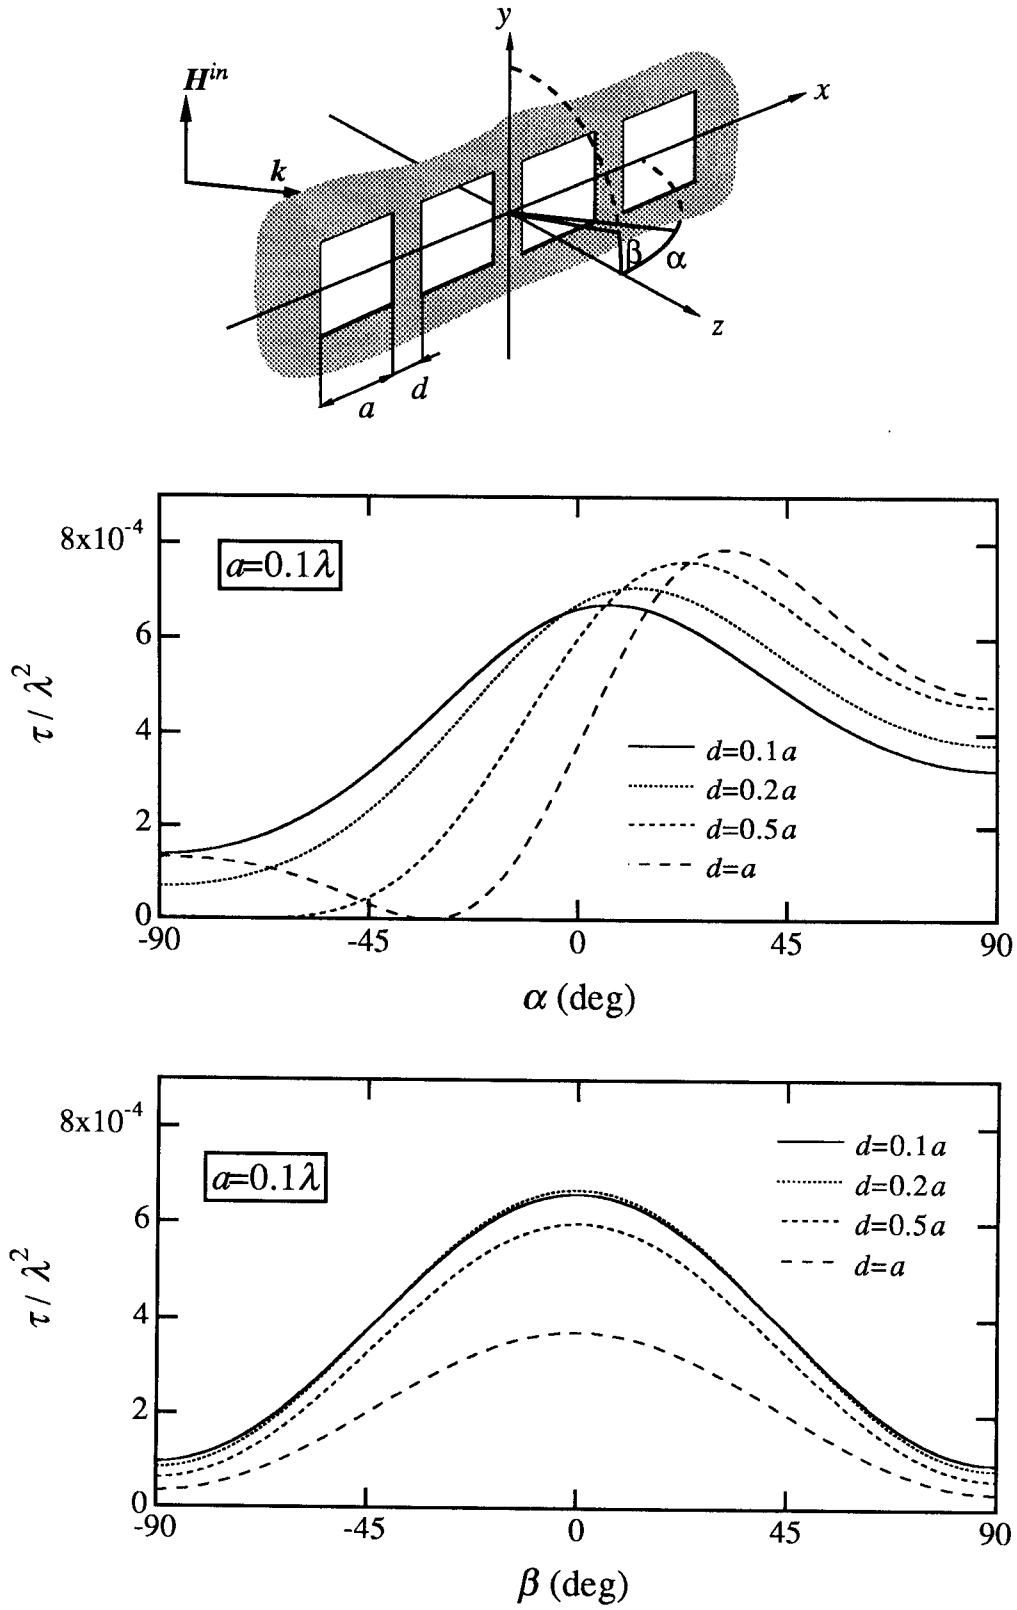 y
H^in
x
k
β
α
z
d
a
8x10^-4
a=0.1λ
6
τ / λ^2
4
d=0.1a
d=0.2a
2
d=0.5a
d=a
0
-90 -45 0 45 90
α (deg)
8x10^-4
d=0.1a
a=0.1λ
d=0.2a
6
d=0.5a
τ / λ^2
d=a
4
2
0
-90 -45 0 45 90
β (deg)